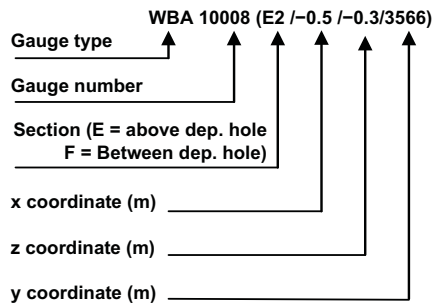 WBA 10008 (E2 /−0.5 /−0.3/3566)
Gauge type
Gauge number
Section (E = above dep. hole
F = Between dep. hole)
x coordinate (m)
z coordinate (m)
y coordinate (m)